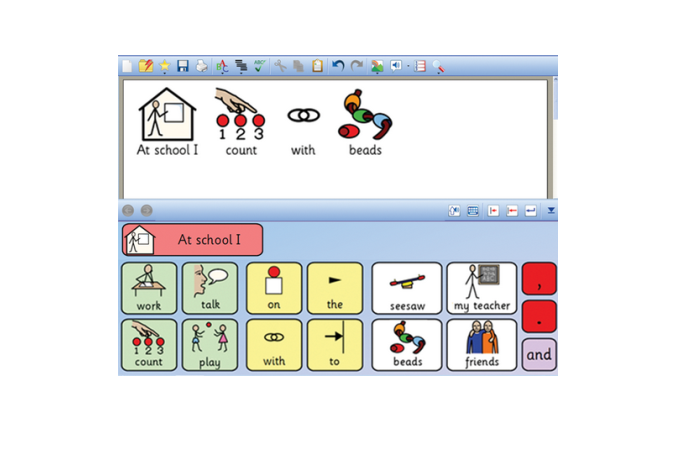 At school I count with beads
1 2 3
At school I
work talk on the seesaw my teacher ,
1 2 3
count play with to beads friends .
and